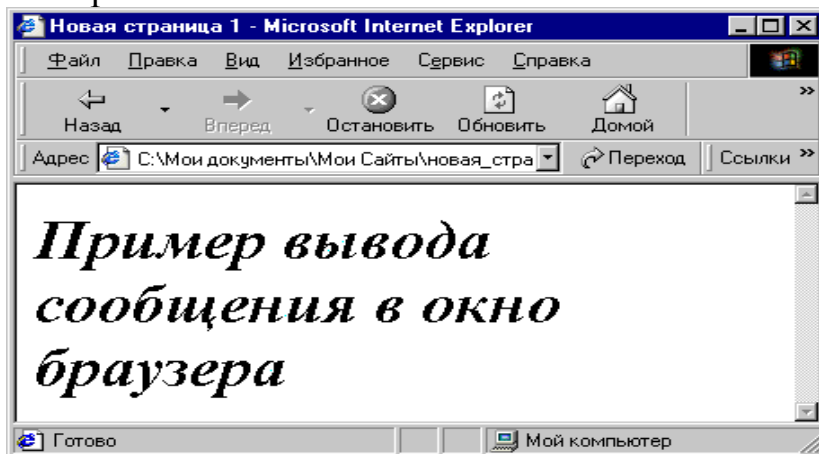 Новая страница 1 - Microsoft Internet Explorer
Файл Правка Вид Избранное Сервис Справка
Назад Вперед Остановить Обновить Домой »
Адрес C:\Мои документы\Мои Сайты\новая_стра Переход Ссылки »
Пример вывода
сообщения в окно
браузера
Готово Мой компьютер